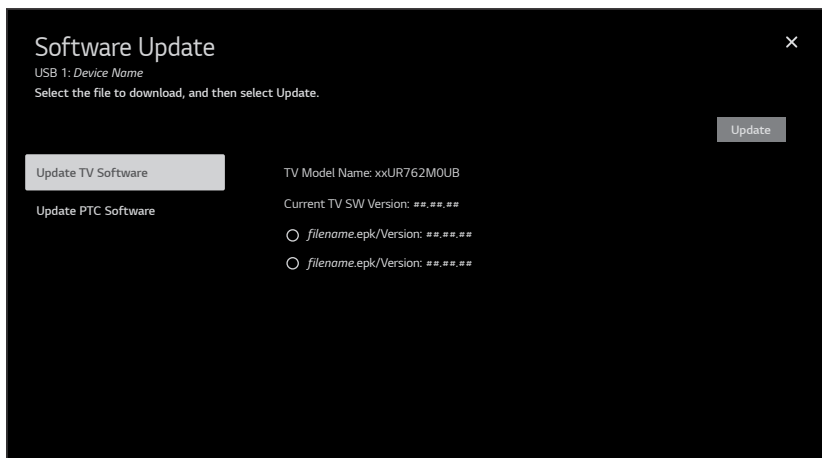 Software Update
USB 1: Device Name
Select the file to download, and then select Update.
Update
Update TV Software
Update PTC Software
TV Model Name: xxUR762M0UB
Current TV SW Version: ##.##.##
filename.epk/Version: ##.##.##
filename.epk/Version: ##.##.##